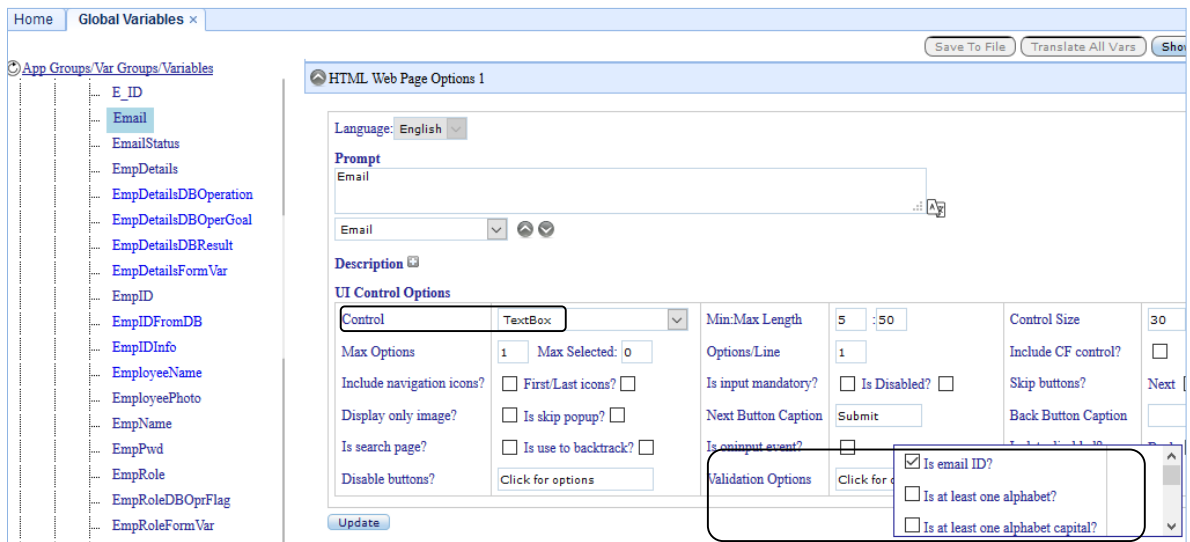 Home
Global Variables ×
Save To File
Translate All Vars
App Groups/Var Groups/Variables
E_ID
Email
EmailStatus
EmpDetails
EmpDetailsDBOperation
EmpDetailsDBOperGoal
EmpDetailsDBResult
EmpDetailsFormVar
EmpID
EmpIDFromDB
EmpIDInfo
EmployeeName
EmployeePhoto
EmpName
EmpPwd
EmpRole
EmpRoleDBOprFlag
EmpRoleFormVar
HTML Web Page Options 1
Language: English
Prompt
Email
Email
Description
UI Control Options
Control TextBox Min:Max Length 5 :50 Control Size 30
Max Options 1 Max Selected: 0 Options/Line 1 Include CF control?
Include navigation icons? First/Last icons? Is input mandatory? Is Disabled? Skip buttons? Next
Display only image? Is skip popup? Next Button Caption Submit Back Button Caption
Is search page? Is use to backtrack? Is oninput event?
Disable buttons? Click for options Validation Options Click for
Is email ID?
Is at least one alphabet?
Is at least one alphabet capital?
Update